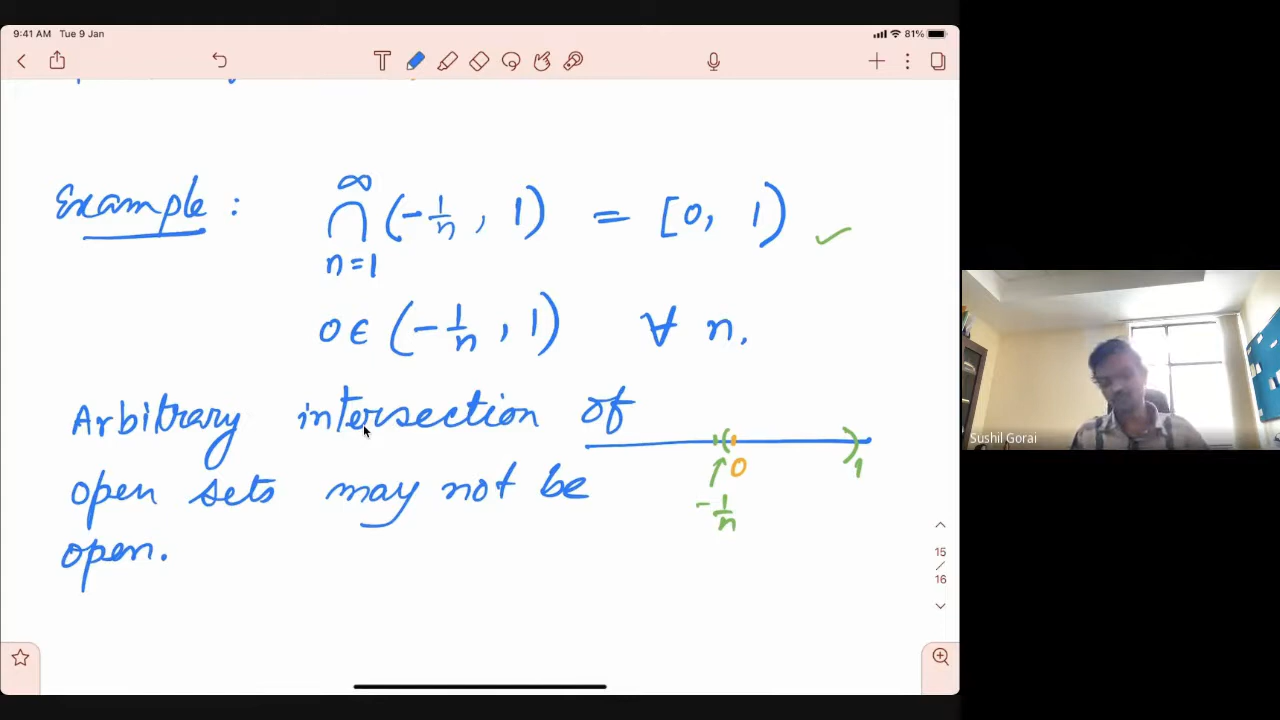 9:41 AM Tue 9 Jan 81%
T
Example : ∞ ∩ n=1 (-1/n, 1) = [0, 1) ✓
0 ∈ (-1/n, 1) ∀ n.
Arbitrary intersection of
open sets may not be
open.
0 1
-1/n
15
/
16
Sushil Gorai